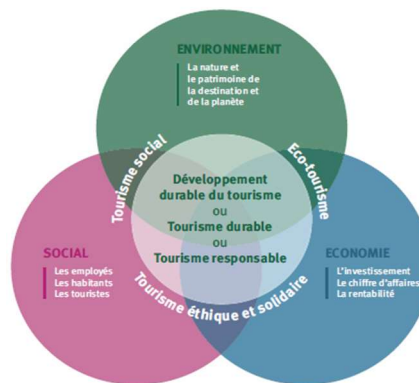 ENVIRONNEMENT
La nature et
le patrimoine de
la destination et
de la planète
Tourisme social
Eco-tourisme
Développement
durable du tourisme
ou
Tourisme durable
ou
Tourisme responsable
SOCIAL
Les employés
Les habitants
Les touristes
ECONOMIE
L'investissement
Le chiffre d'affaires
La rentabilité
Tourisme éthique et solidaire